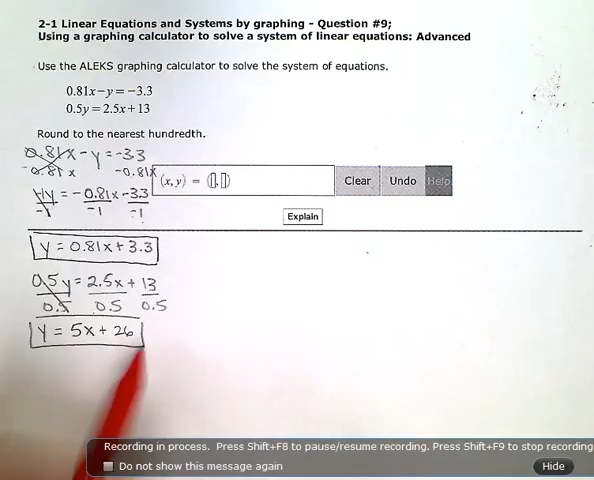 2-1 Linear Equations and Systems by graphing - Question #9;
Using a graphing calculator to solve a system of linear equations: Advanced
Use the ALEKS graphing calculator to solve the system of equations.
0.81x−y=−3.3
0.5y=2.5x+13
Round to the nearest hundredth.
0.81x - y = -3.3
-0.81x -0.81x
(x, y) = ([],[])
Clear Undo Help
-1y = -0.81x -3.3
-1 -1 -1
Explain
y = 0.81x + 3.3
0.5y = 2.5x + 13
0.5 0.5 0.5
y = 5x + 26
Recording in process. Press Shift+F8 to pause/resume recording. Press Shift+F9 to stop recording
Do not show this message again
Hide